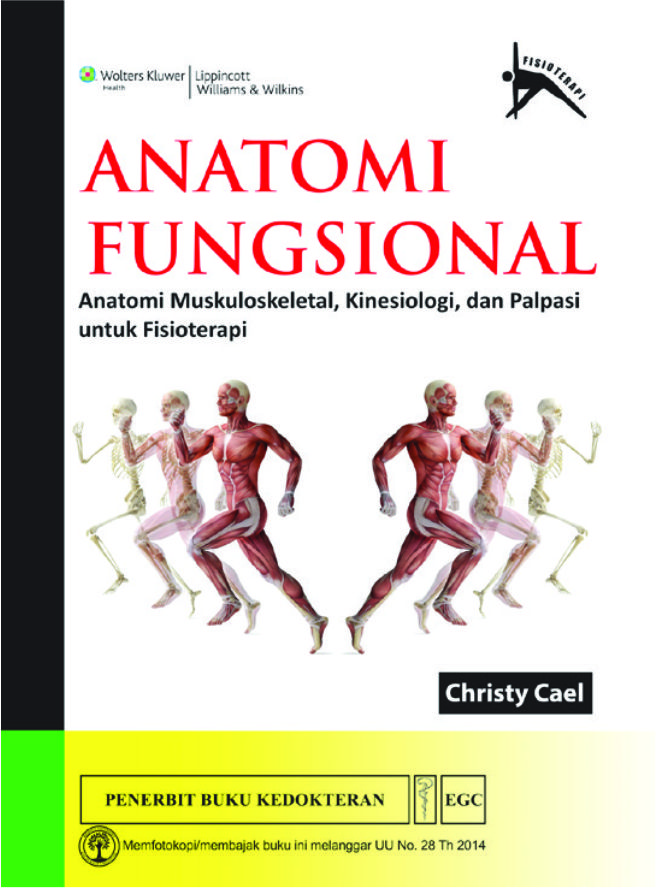 Wolters Kluwer
Health
Lippincott
Williams & Wilkins
FISIOTERAPI
ANATOMI
FUNGSIONAL
Anatomi Muskuloskeletal, Kinesiologi, dan Palpasi
untuk Fisioterapi
Christy Cael
PENERBIT BUKU KEDOKTERAN
EGC
Memfotokopi/membajak buku ini melanggar UU No. 28 Th 2014